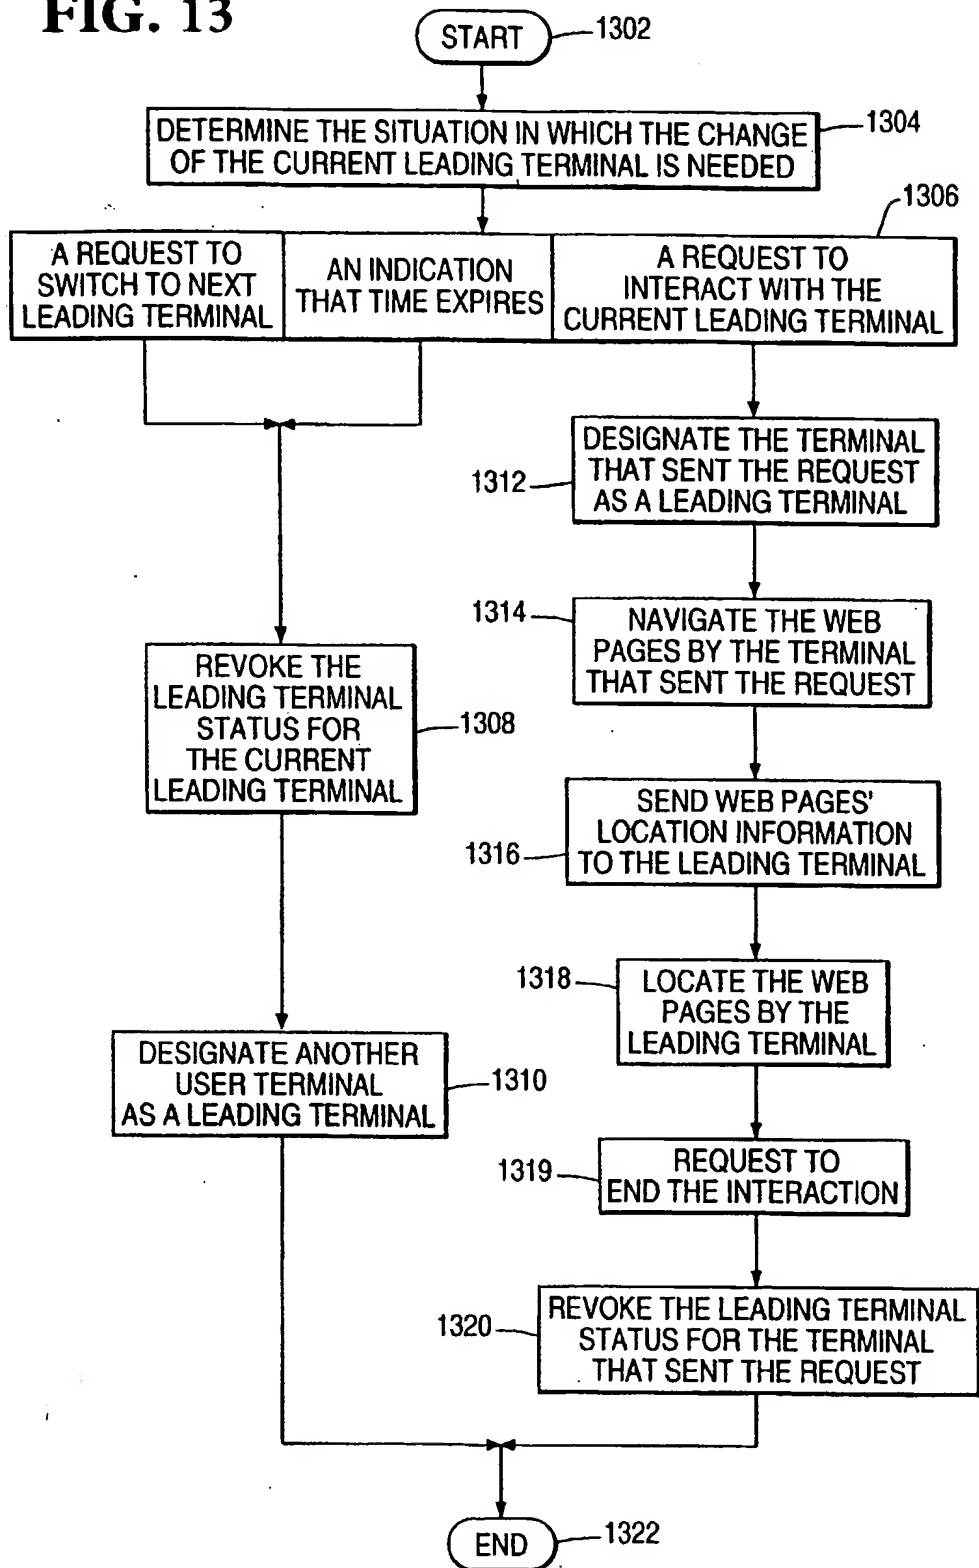 FIG. 13
START
1302
DETERMINE THE SITUATION IN WHICH THE CHANGE
OF THE CURRENT LEADING TERMINAL IS NEEDED
1304
1306
A REQUEST TO
SWITCH TO NEXT
LEADING TERMINAL
AN INDICATION
THAT TIME EXPIRES
A REQUEST TO
INTERACT WITH THE
CURRENT LEADING TERMINAL
1312
DESIGNATE THE TERMINAL
THAT SENT THE REQUEST
AS A LEADING TERMINAL
1314
NAVIGATE THE WEB
PAGES BY THE TERMINAL
THAT SENT THE REQUEST
REVOKE THE
LEADING TERMINAL
STATUS FOR
THE CURRENT
LEADING TERMINAL
1308
1316
SEND WEB PAGES'
LOCATION INFORMATION
TO THE LEADING TERMINAL
1318
LOCATE THE WEB
PAGES BY THE
LEADING TERMINAL
DESIGNATE ANOTHER
USER TERMINAL
AS A LEADING TERMINAL
1310
1319
REQUEST TO
END THE INTERACTION
1320
REVOKE THE LEADING TERMINAL
STATUS FOR THE TERMINAL
THAT SENT THE REQUEST
END
1322